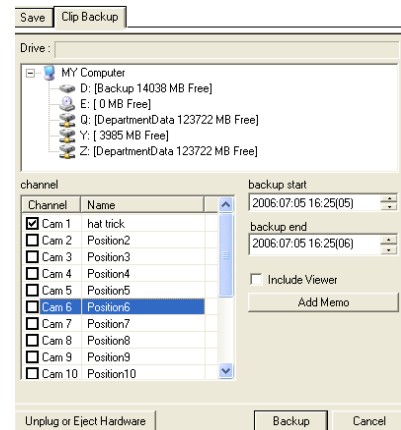 Save Clip Backup
Drive :
MY Computer
D: [Backup 14038 MB Free]
E: [ 0 MB Free]
Q: [DepartmentData 123722 MB Free]
Y: [ 3985 MB Free]
Z: [DepartmentData 123722 MB Free]
channel
backup start
Channel Name
2006:07:05 16:25(05)
Cam 1 hat trick
Cam 2 Position2
backup end
2006:07:05 16:25(06)
Cam 3 Position3
Cam 4 Position4
Include Viewer
Cam 5 Position5
Cam 6 Position6
Add Memo
Cam 7 Position7
Cam 8 Position8
Cam 9 Position9
Cam 10 Position10
Unplug or Eject Hardware
Backup
Cancel